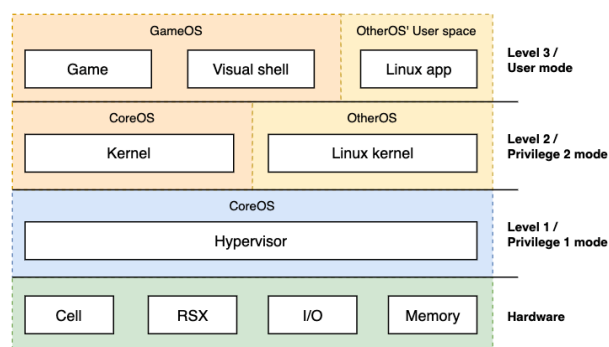 GameOS
OtherOS' User space
Game
Visual shell
Linux app
Level 3 /
User mode
CoreOS
OtherOS
Kernel
Linux kernel
Level 2 /
Privilege 2 mode
CoreOS
Hypervisor
Level 1 /
Privilege 1 mode
Cell
RSX
I/O
Memory
Hardware